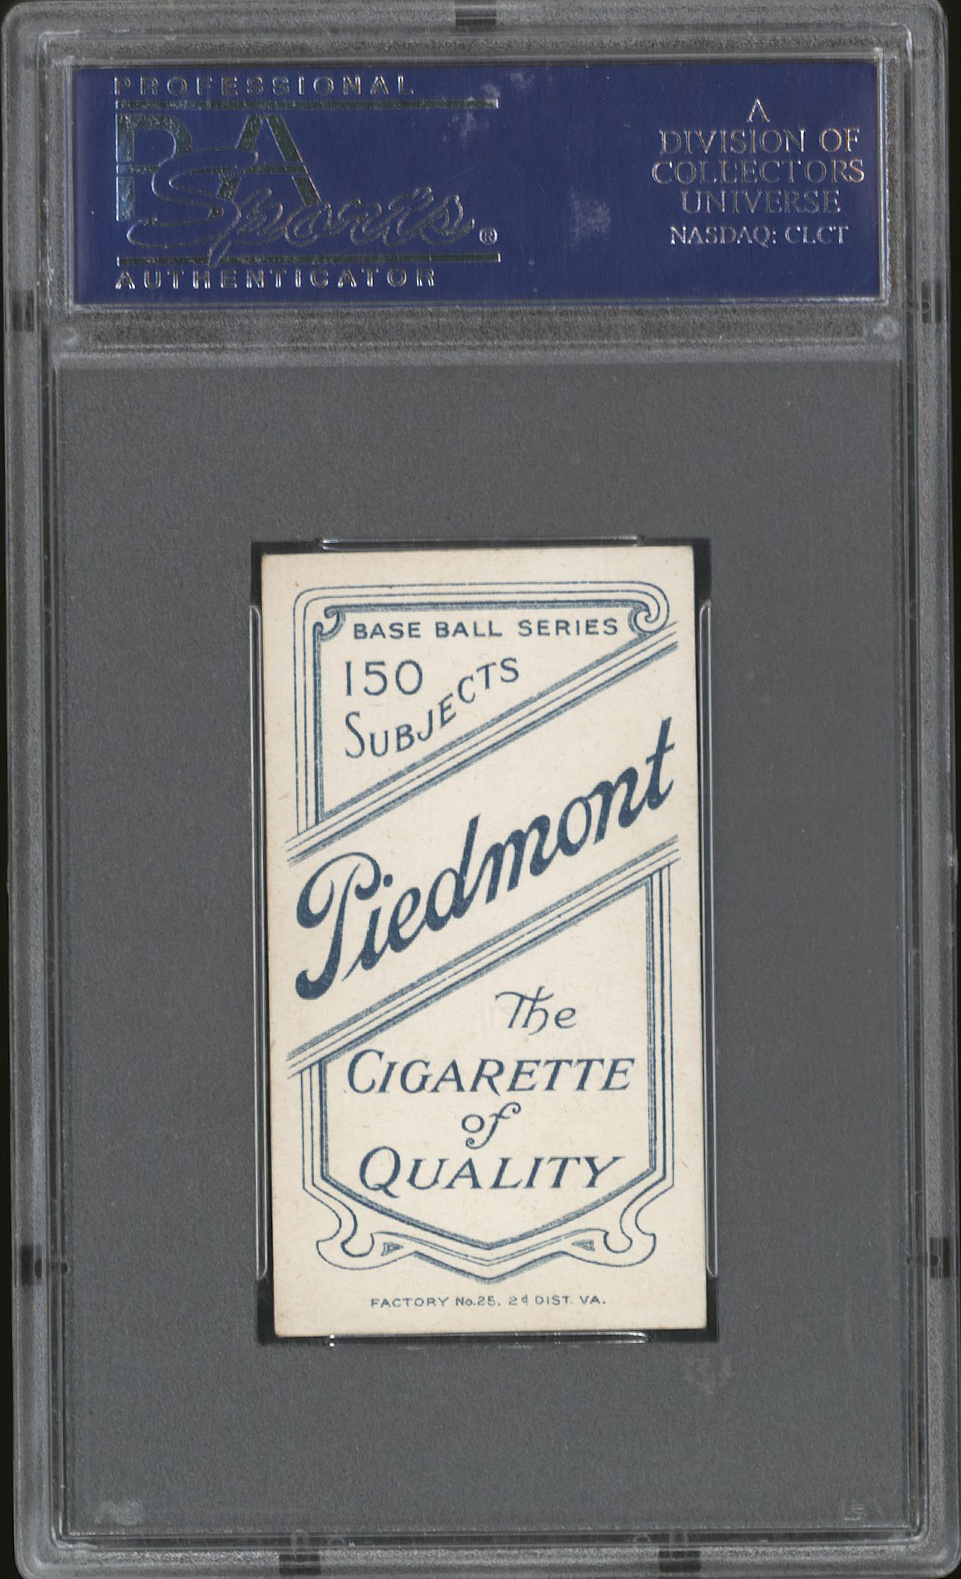 PROFESSIONAL
PSA
Sports®
AUTHENTICATOR
A
DIVISION OF
COLLECTORS
UNIVERSE
NASDAQ: CLCT
BASE BALL SERIES
150
SUBJECTS
Piedmont
The
CIGARETTE
of
QUALITY
FACTORY No. 25, 2d DIST. VA.